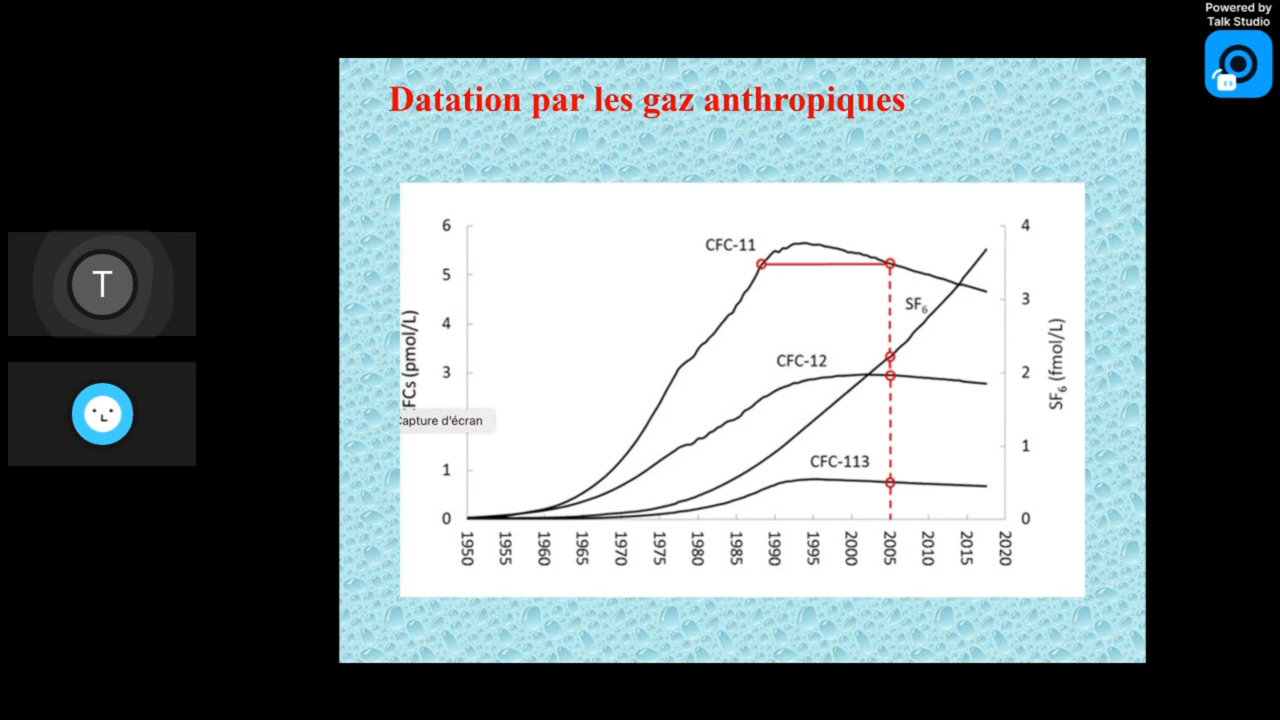 Powered by
Talk Studio
Datation par les gaz anthropiques
6
5
4
3
1
0
4
3
2
1
0
CFC-11
SF₆
CFC-12
CFC-113
FCs (pmol/L)
SF₆ (fmol/L)
Capture d'écran
1950 1955 1960 1965 1970 1975 1980 1985 1990 1995 2000 2005 2010 2015 2020
T